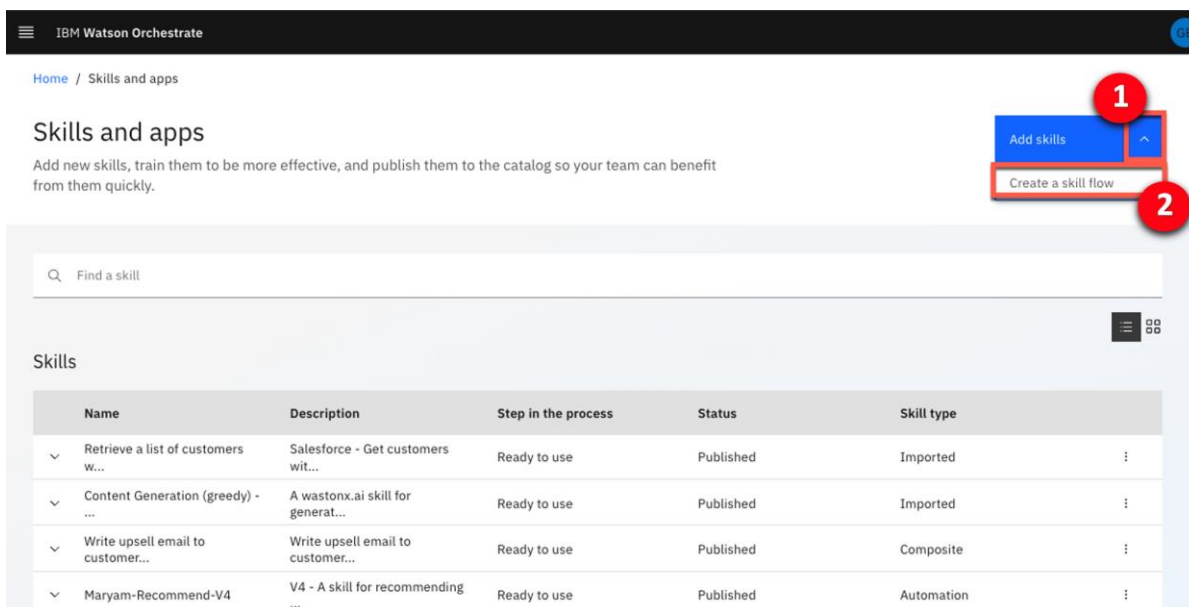 IBM Watson Orchestrate
Home / Skills and apps
1
Skills and apps
Add skills
Add new skills, train them to be more effective, and publish them to the catalog so your team can benefit
from them quickly.
Create a skill flow
2
Find a skill
Skills
Name Description Step in the process Status Skill type
Retrieve a list of customers
w...
Salesforce - Get customers
wit...
Ready to use Published Imported
Content Generation (greedy) -
...
A wastonx.ai skill for
generat...
Ready to use Published Imported
Write upsell email to
customer...
Write upsell email to
customer...
Ready to use Published Composite
Maryam-Recommend-V4
V4 - A skill for recommending
...
Ready to use Published Automation